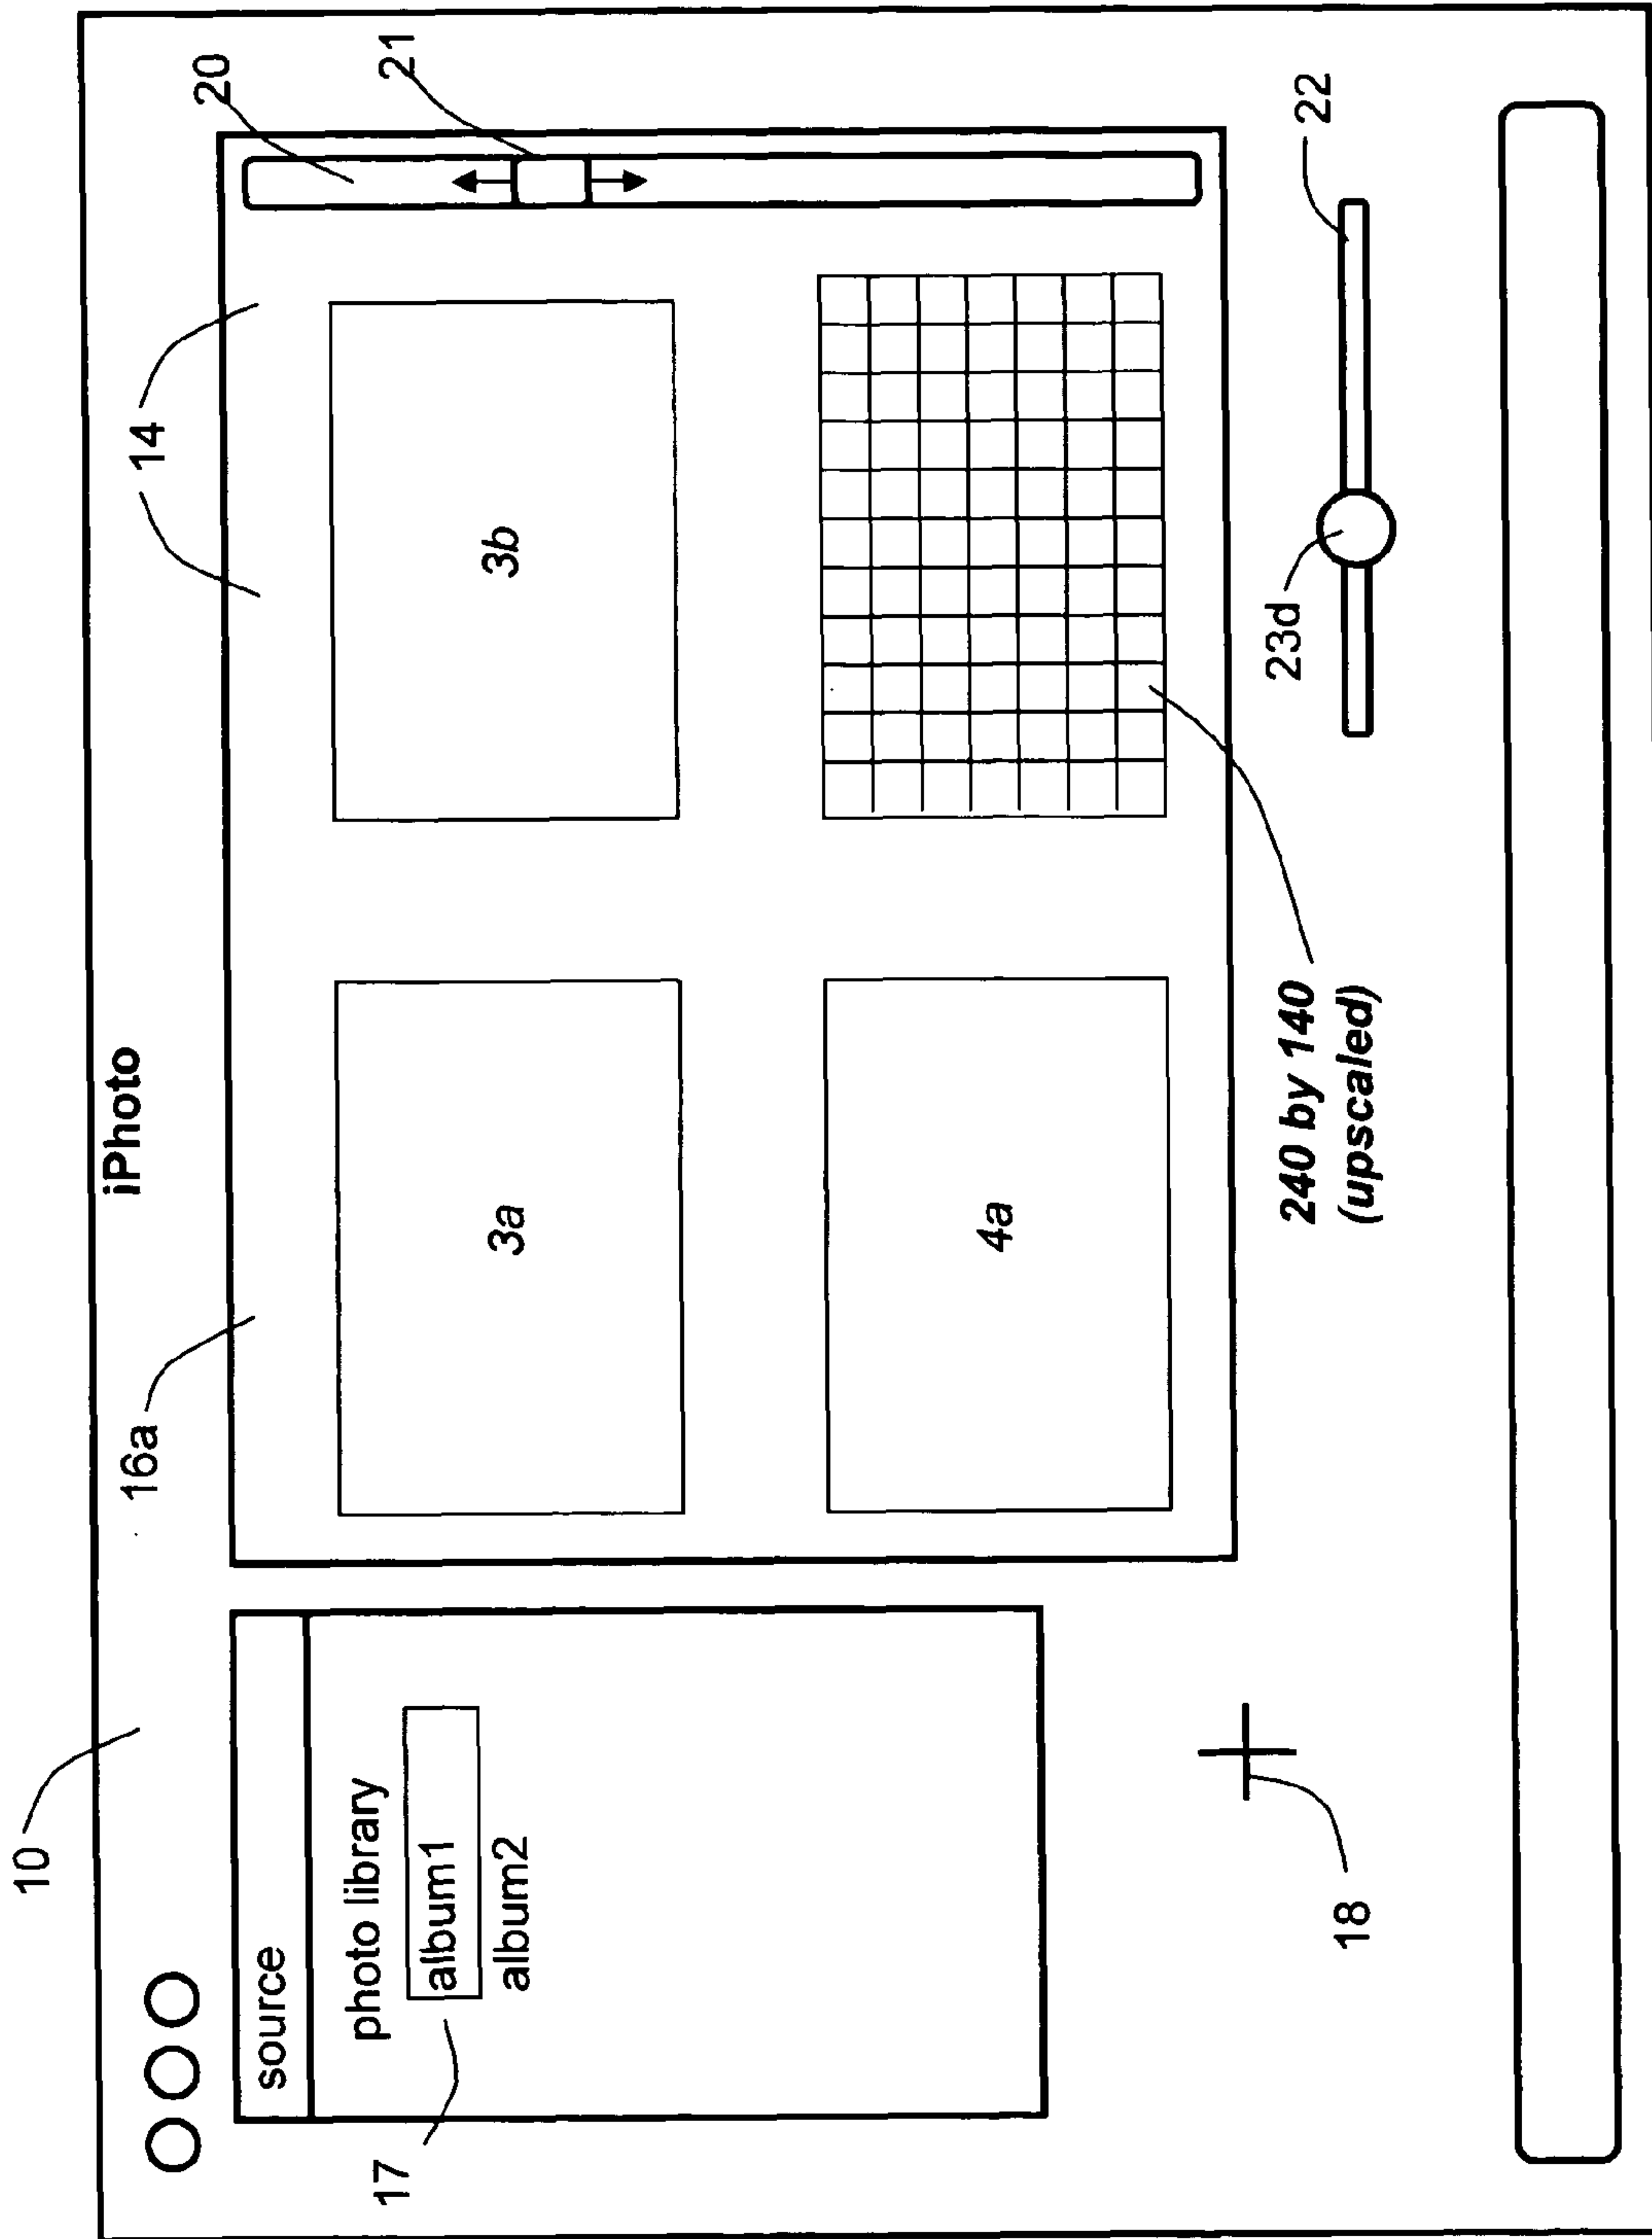 iPhoto
10
16a
14
20
21
source
photo library
album1
album2
17
3a
3b
4a
240 by 140
(upscaled)
23d
22
18